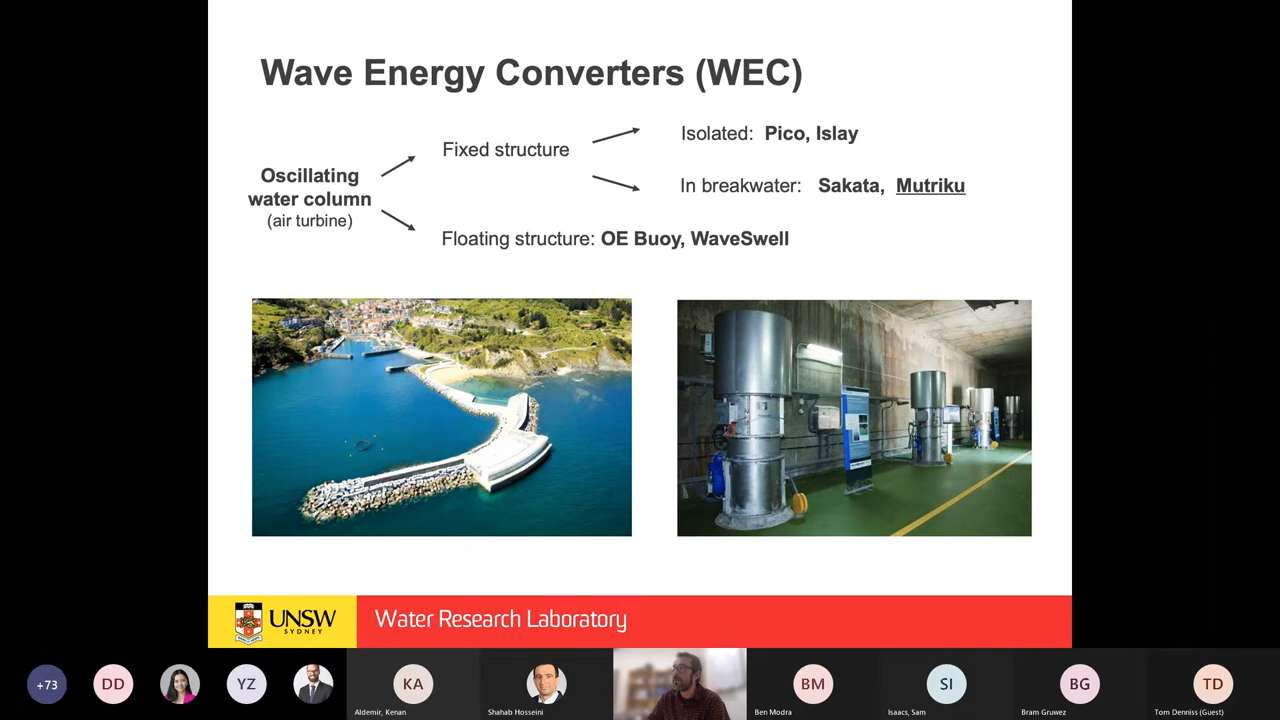 Wave Energy Converters (WEC)
Oscillating
water column
(air turbine)
Fixed structure
Isolated: Pico, Islay
In breakwater: Sakata, Mutriku
Floating structure: OE Buoy, WaveSwell
UNSW
SYDNEY
Water Research Laboratory
+73
DD
YZ
KA
BM
SI
BG
TD
Aldemir, Kenan
Shahab Hosseini
Ben Modra
Isaacs, Sam
Bram Gruwez
Tom Denniss (Guest)